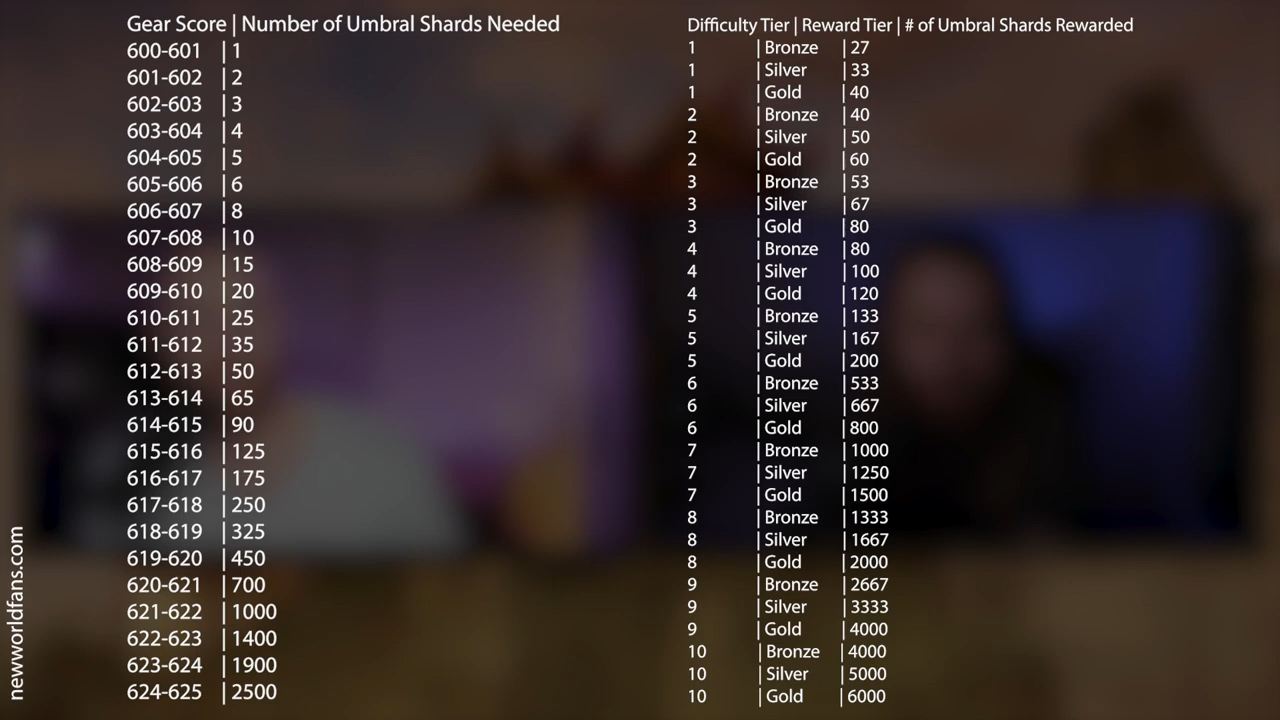 Gear Score | Number of Umbral Shards Needed
600-601 | 1
601-602 | 2
602-603 | 3
603-604 | 4
604-605 | 5
605-606 | 6
606-607 | 8
607-608 | 10
608-609 | 15
609-610 | 20
610-611 | 25
611-612 | 35
612-613 | 50
613-614 | 65
614-615 | 90
615-616 | 125
616-617 | 175
617-618 | 250
618-619 | 325
619-620 | 450
620-621 | 700
621-622 | 1000
622-623 | 1400
623-624 | 1900
624-625 | 2500
Difficulty Tier | Reward Tier | # of Umbral Shards Rewarded
1 | Bronze | 27
1 | Silver | 33
1 | Gold | 40
2 | Bronze | 40
2 | Silver | 50
2 | Gold | 60
3 | Bronze | 53
3 | Silver | 67
3 | Gold | 80
4 | Bronze | 80
4 | Silver | 100
4 | Gold | 120
5 | Bronze | 133
5 | Silver | 167
5 | Gold | 200
6 | Bronze | 533
6 | Silver | 667
6 | Gold | 800
7 | Bronze | 1000
7 | Silver | 1250
7 | Gold | 1500
8 | Bronze | 1333
8 | Silver | 1667
8 | Gold | 2000
9 | Bronze | 2667
9 | Silver | 3333
9 | Gold | 4000
10 | Bronze | 4000
10 | Silver | 5000
10 | Gold | 6000
newworldfans.com